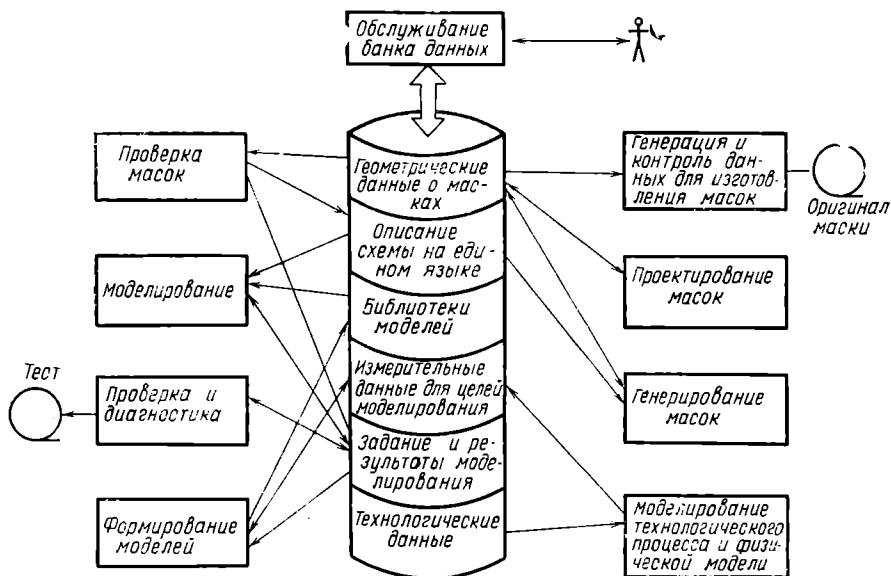 Обслуживание
банка данных
Проверка
масок
Геометрические
данные о мас-
ках
Генерация и
контроль дан-
ных для изготов-
ления масок
Оригинал
маски
Описание
схемы на еди-
ном языке
Моделирование
Проектирование
масок
Библиотеки
моделей
Тест
Проверка и
диагностика
Измерительные
данные для целей
моделирования
Генерирование
масок
Задание и ре-
зультаты моде-
лирования
Формирование
моделей
Технологические
данные
Моделирование
технологического
процесса и физи-
ческой модели